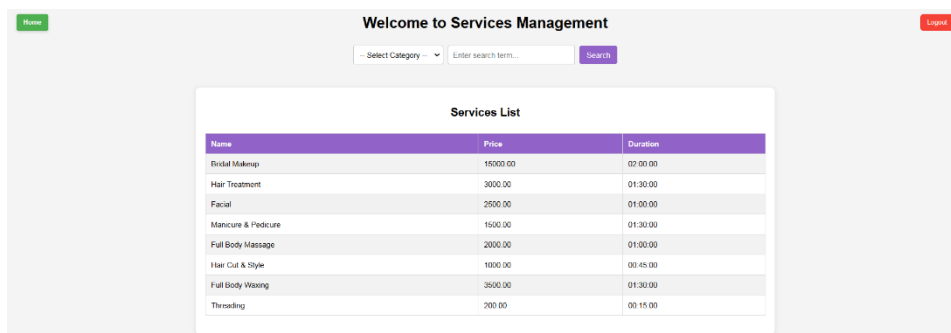 Home Welcome to Services Management Logout
-- Select Category -- Enter search term... Search
Services List
Name Price Duration
Bridal Makeup 15000.00 02:00:00
Hair Treatment 3000.00 01:30:00
Facial 2500.00 01:00:00
Manicure & Pedicure 1500.00 01:30:00
Full Body Massage 2000.00 01:00:00
Hair Cut & Style 1000.00 00:45:00
Full Body Waxing 3500.00 01:30:00
Threading 200.00 00:15:00